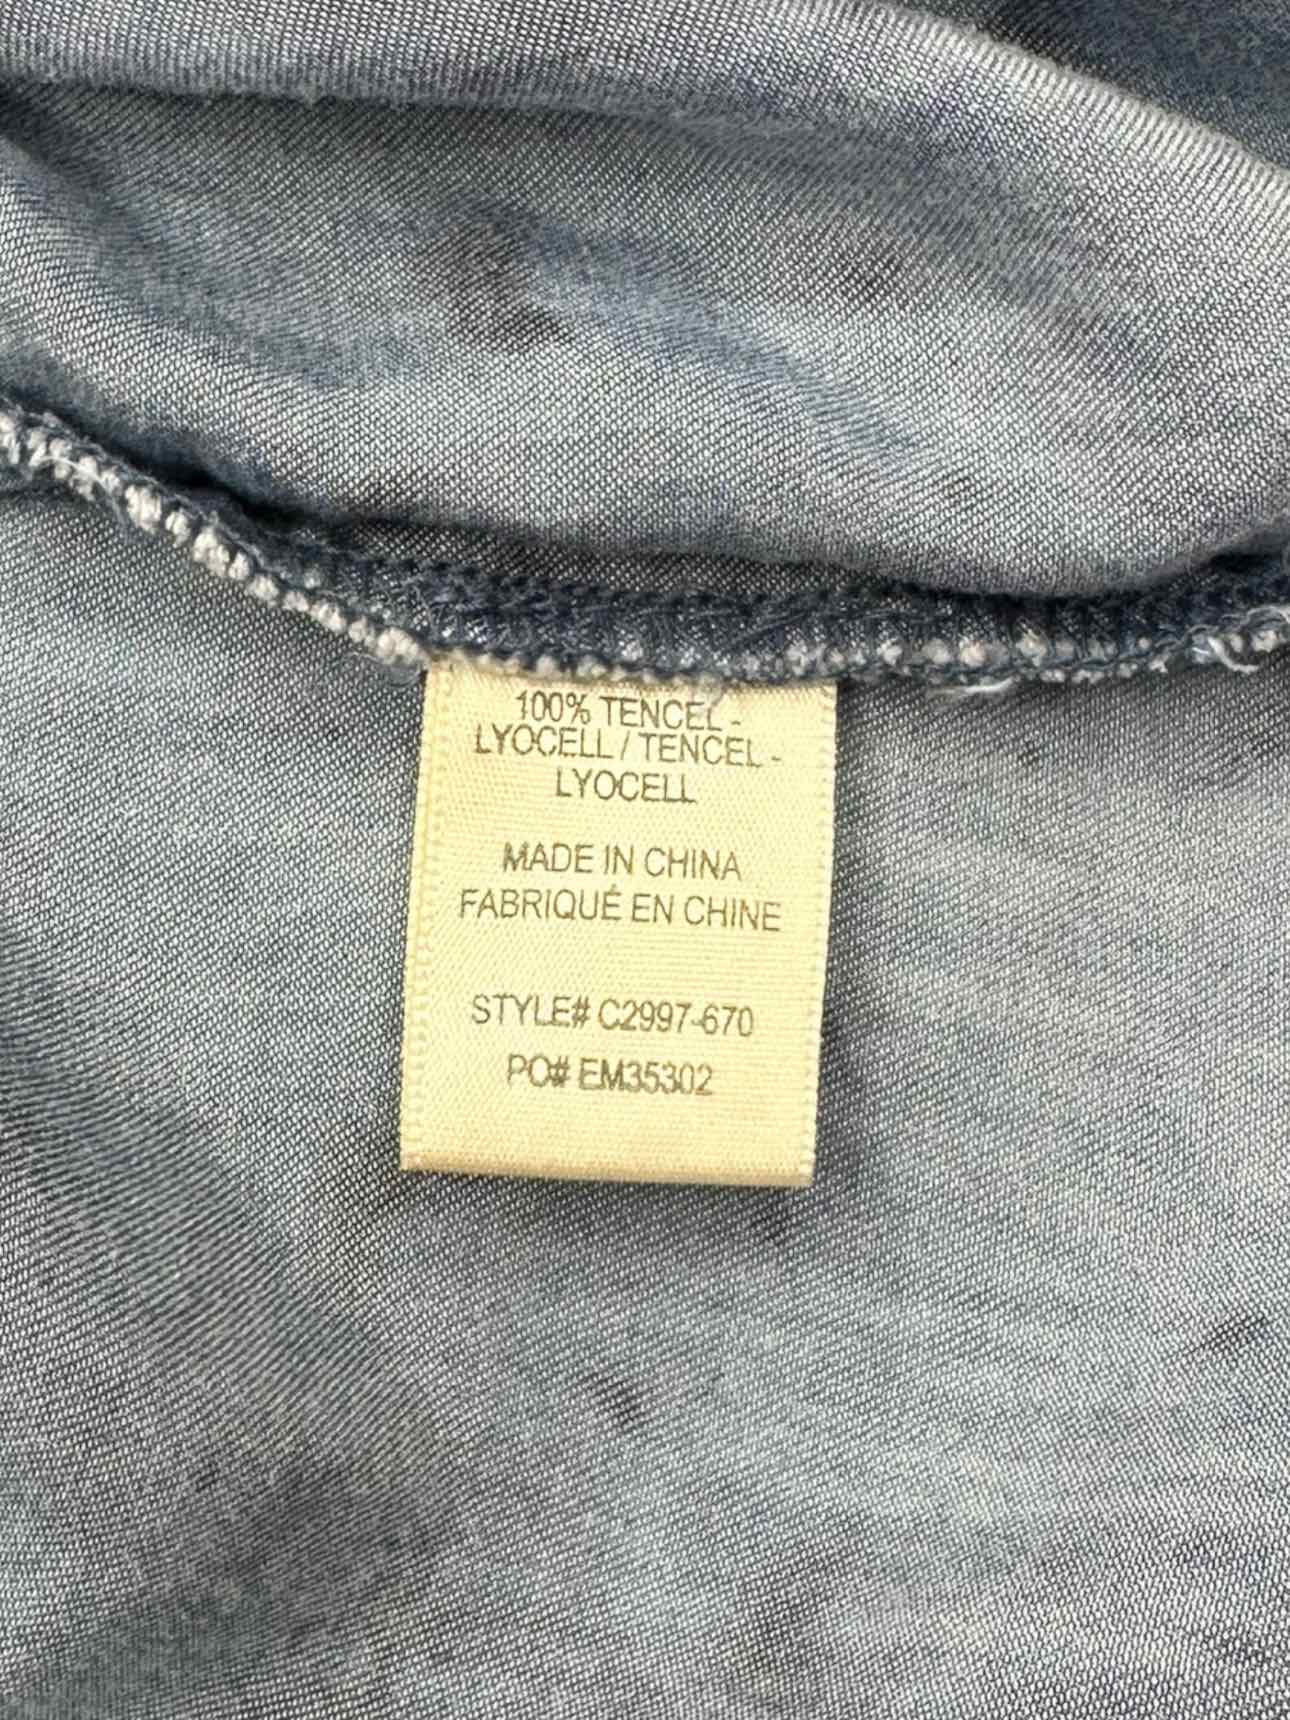 100% TENCEL -
LYOCELL / TENCEL -
LYOCELL
MADE IN CHINA
FABRIQUÉ EN CHINE
STYLE# C2997-670
PO# EM35302